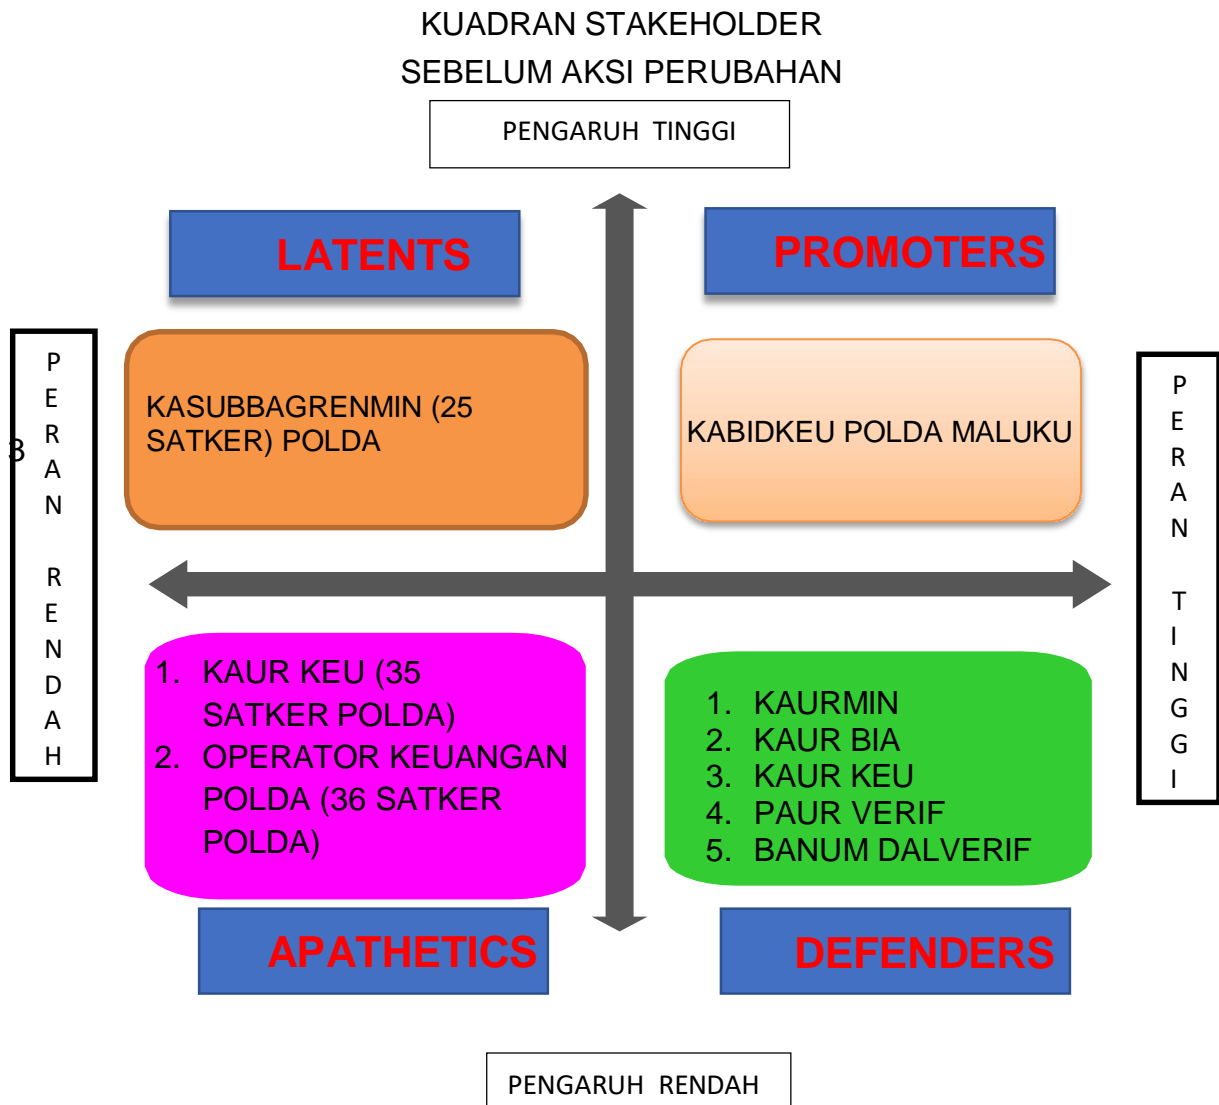 KUADRAN STAKEHOLDER
SEBELUM AKSI PERUBAHAN
PENGARUH TINGGI
LATENTS
PROMOTERS
P
E
R
A
N
R
E
N
D
A
H
3
KASUBBAGRENMIN (25
SATKER) POLDA
KABIDKEU POLDA MALUKU
P
E
R
A
N
T
I
N
G
G
I
1. KAUR KEU (35
SATKER POLDA)
2. OPERATOR KEUANGAN
POLDA (36 SATKER
POLDA)
1. KAURMIN
2. KAUR BIA
3. KAUR KEU
4. PAUR VERIF
5. BANUM DALVERIF
APATHETICS
DEFENDERS
PENGARUH RENDAH